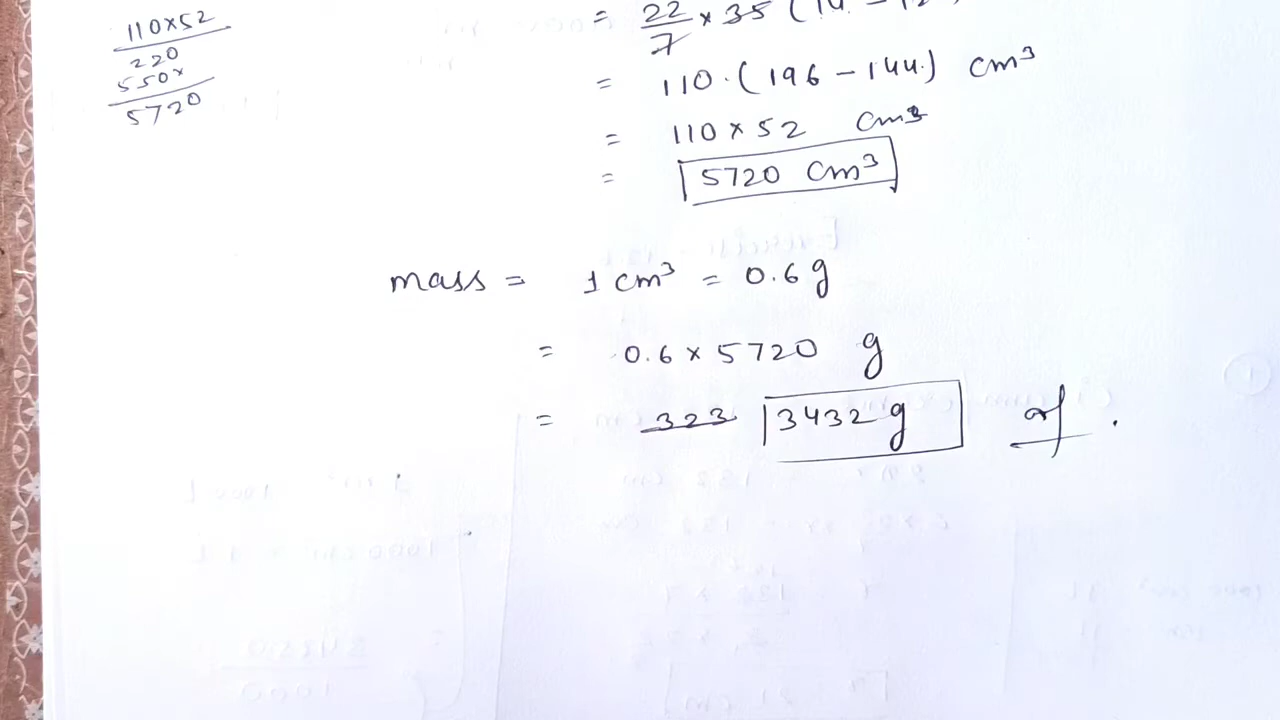 110×52
220
550×
5720
= 22/7 × 35 (14
= 110.(196 – 144.) cm³
= 110 × 52 cm³
= 5720 cm³
mass = 1 cm³ = 0.6 g
= 0.6 × 5720 g
= 323 3432 g